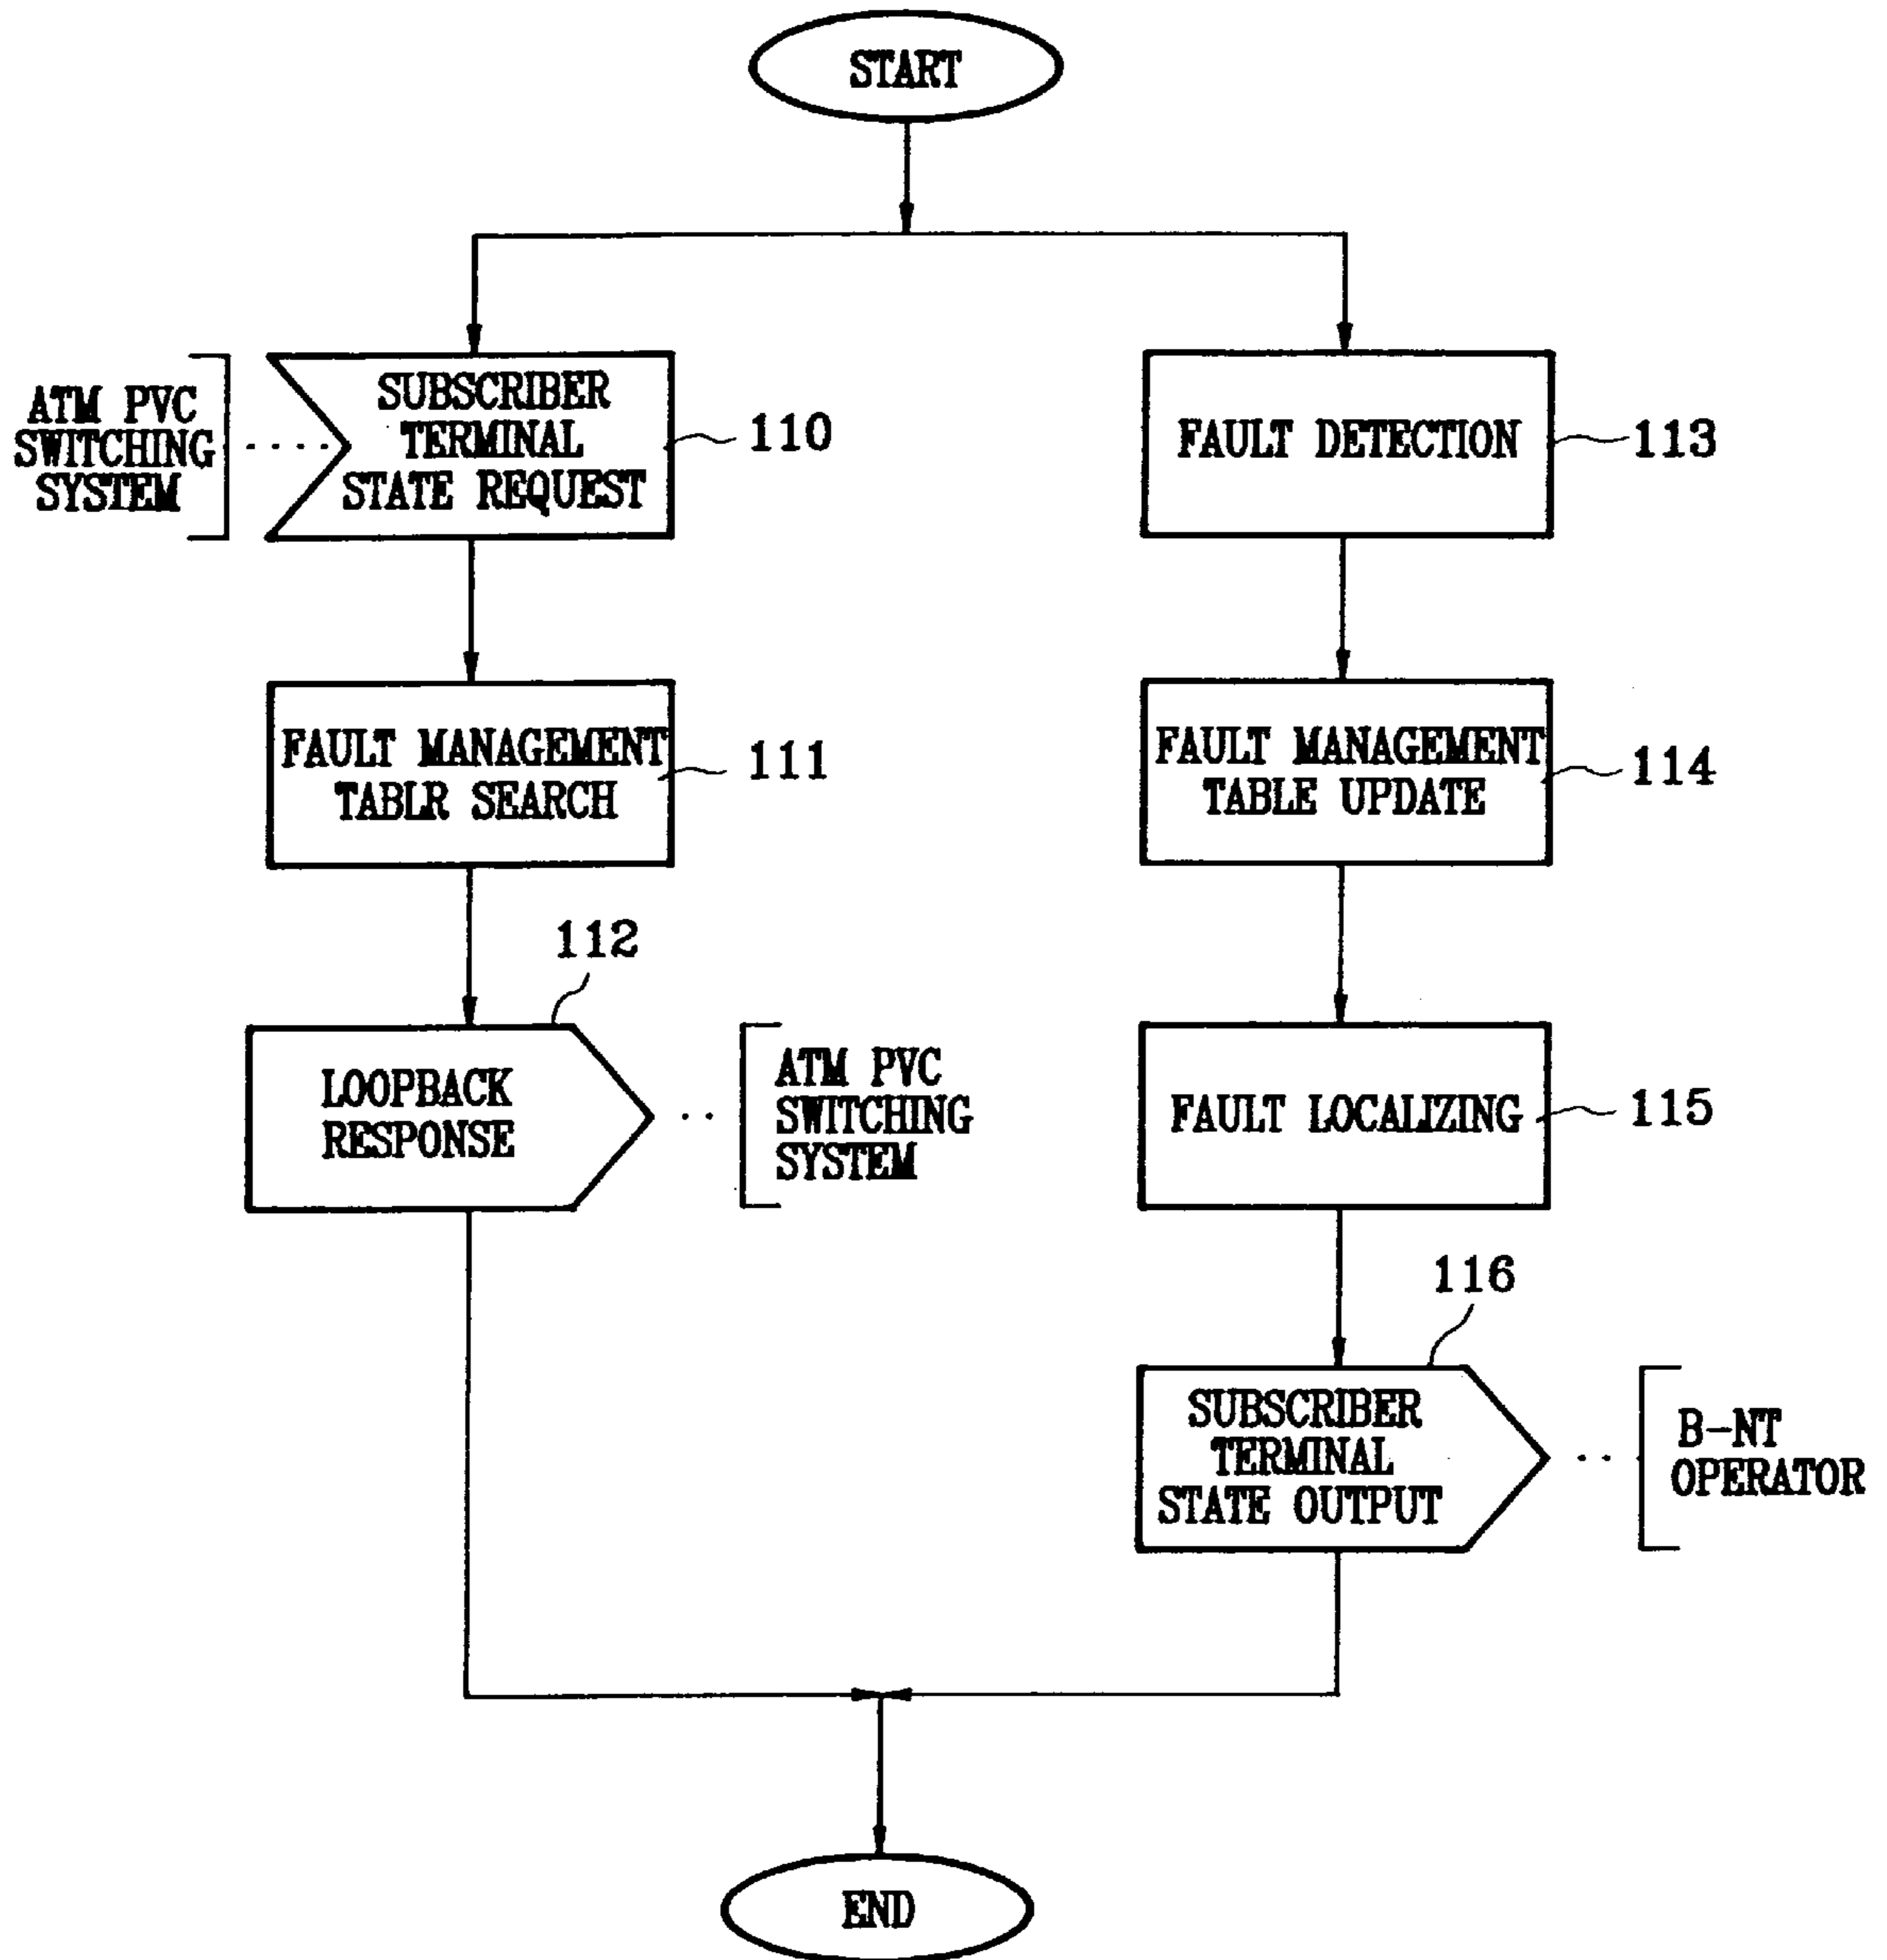 START
ATM PVC
SWITCHING
SYSTEM
SUBSCRIBER
TERMINAL
STATE REQUEST
110
FAULT DETECTION
113
FAULT MANAGEMENT
TABLR SEARCH
111
FAULT MANAGEMENT
TABLE UPDATE
114
112
LOOPBACK
RESPONSE
ATM PVC
SWITCHING
SYSTEM
FAULT LOCALIZING
115
116
SUBSCRIBER
TERMINAL
STATE OUTPUT
B-NT
OPERATOR
END